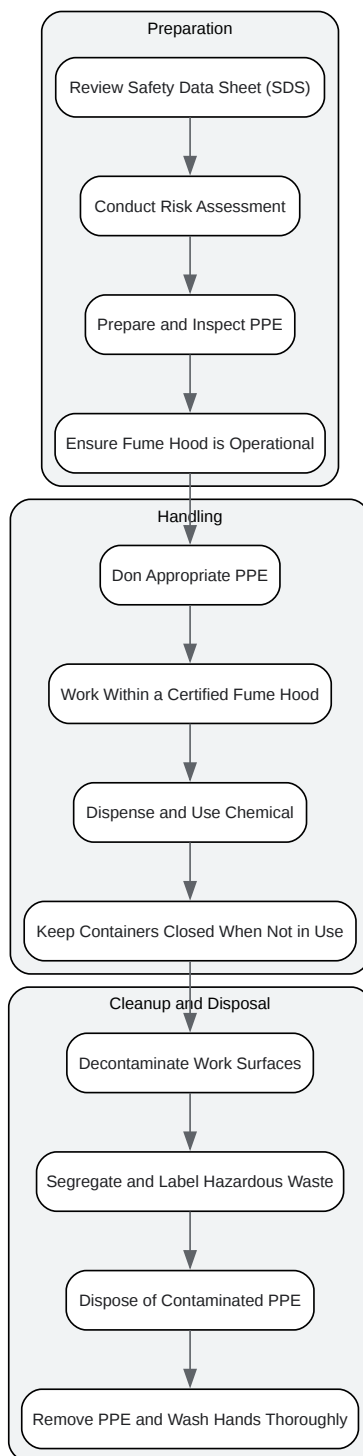 Preparation
Review Safety Data Sheet (SDS)
Conduct Risk Assessment
Prepare and Inspect PPE
Ensure Fume Hood is Operational
Handling
Don Appropriate PPE
Work Within a Certified Fume Hood
Dispense and Use Chemical
Keep Containers Closed When Not in Use
Cleanup and Disposal
Decontaminate Work Surfaces
Segregate and Label Hazardous Waste
Dispose of Contaminated PPE
Remove PPE and Wash Hands Thoroughly